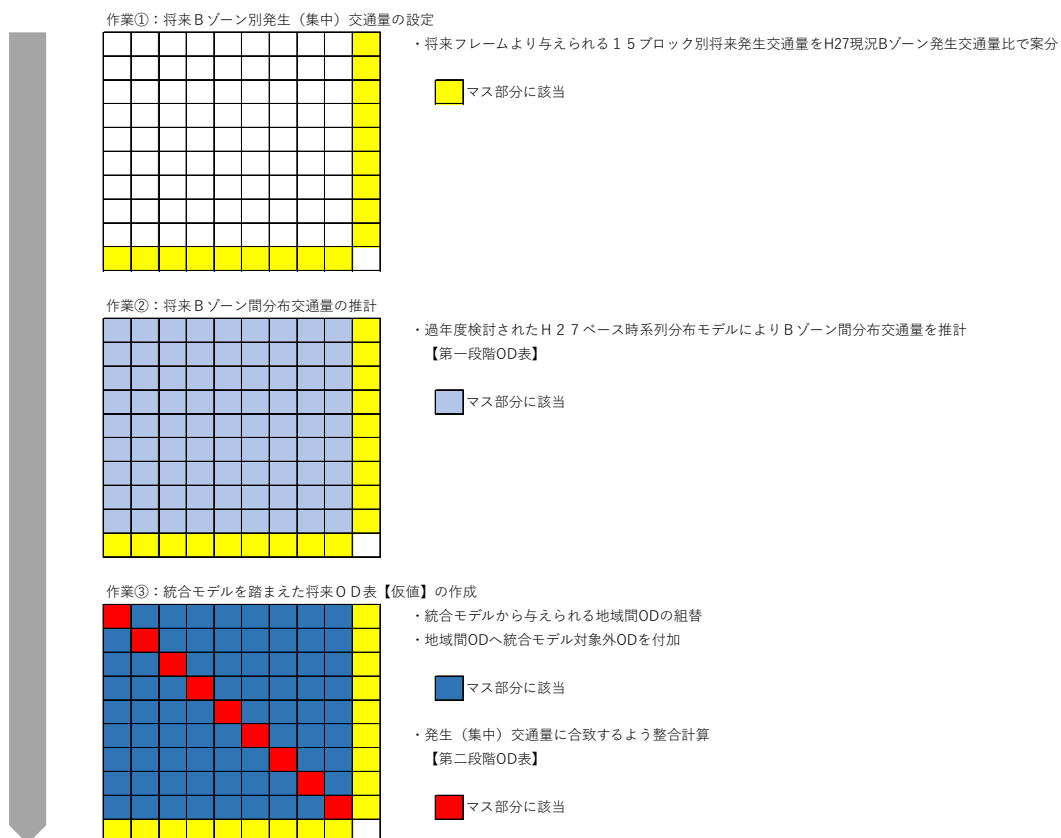 作業①：将来Ｂゾーン別発生（集中）交通量の設定
・将来フレームより与えられる１５ブロック別将来発生交通量をH27現況Bゾーン発生交通量比で案分
マス部分に該当
作業②：将来Ｂゾーン間分布交通量の推計
・過年度検討されたＨ２７ベース時系列分布モデルによりＢゾーン間分布交通量を推計
【第一段階OD表】
マス部分に該当
作業③：統合モデルを踏まえた将来ＯＤ表【仮値】の作成
・統合モデルから与えられる地域間ODの組替
・地域間ODへ統合モデル対象外ODを付加
マス部分に該当
・発生（集中）交通量に合致するよう整合計算
【第二段階OD表】
マス部分に該当